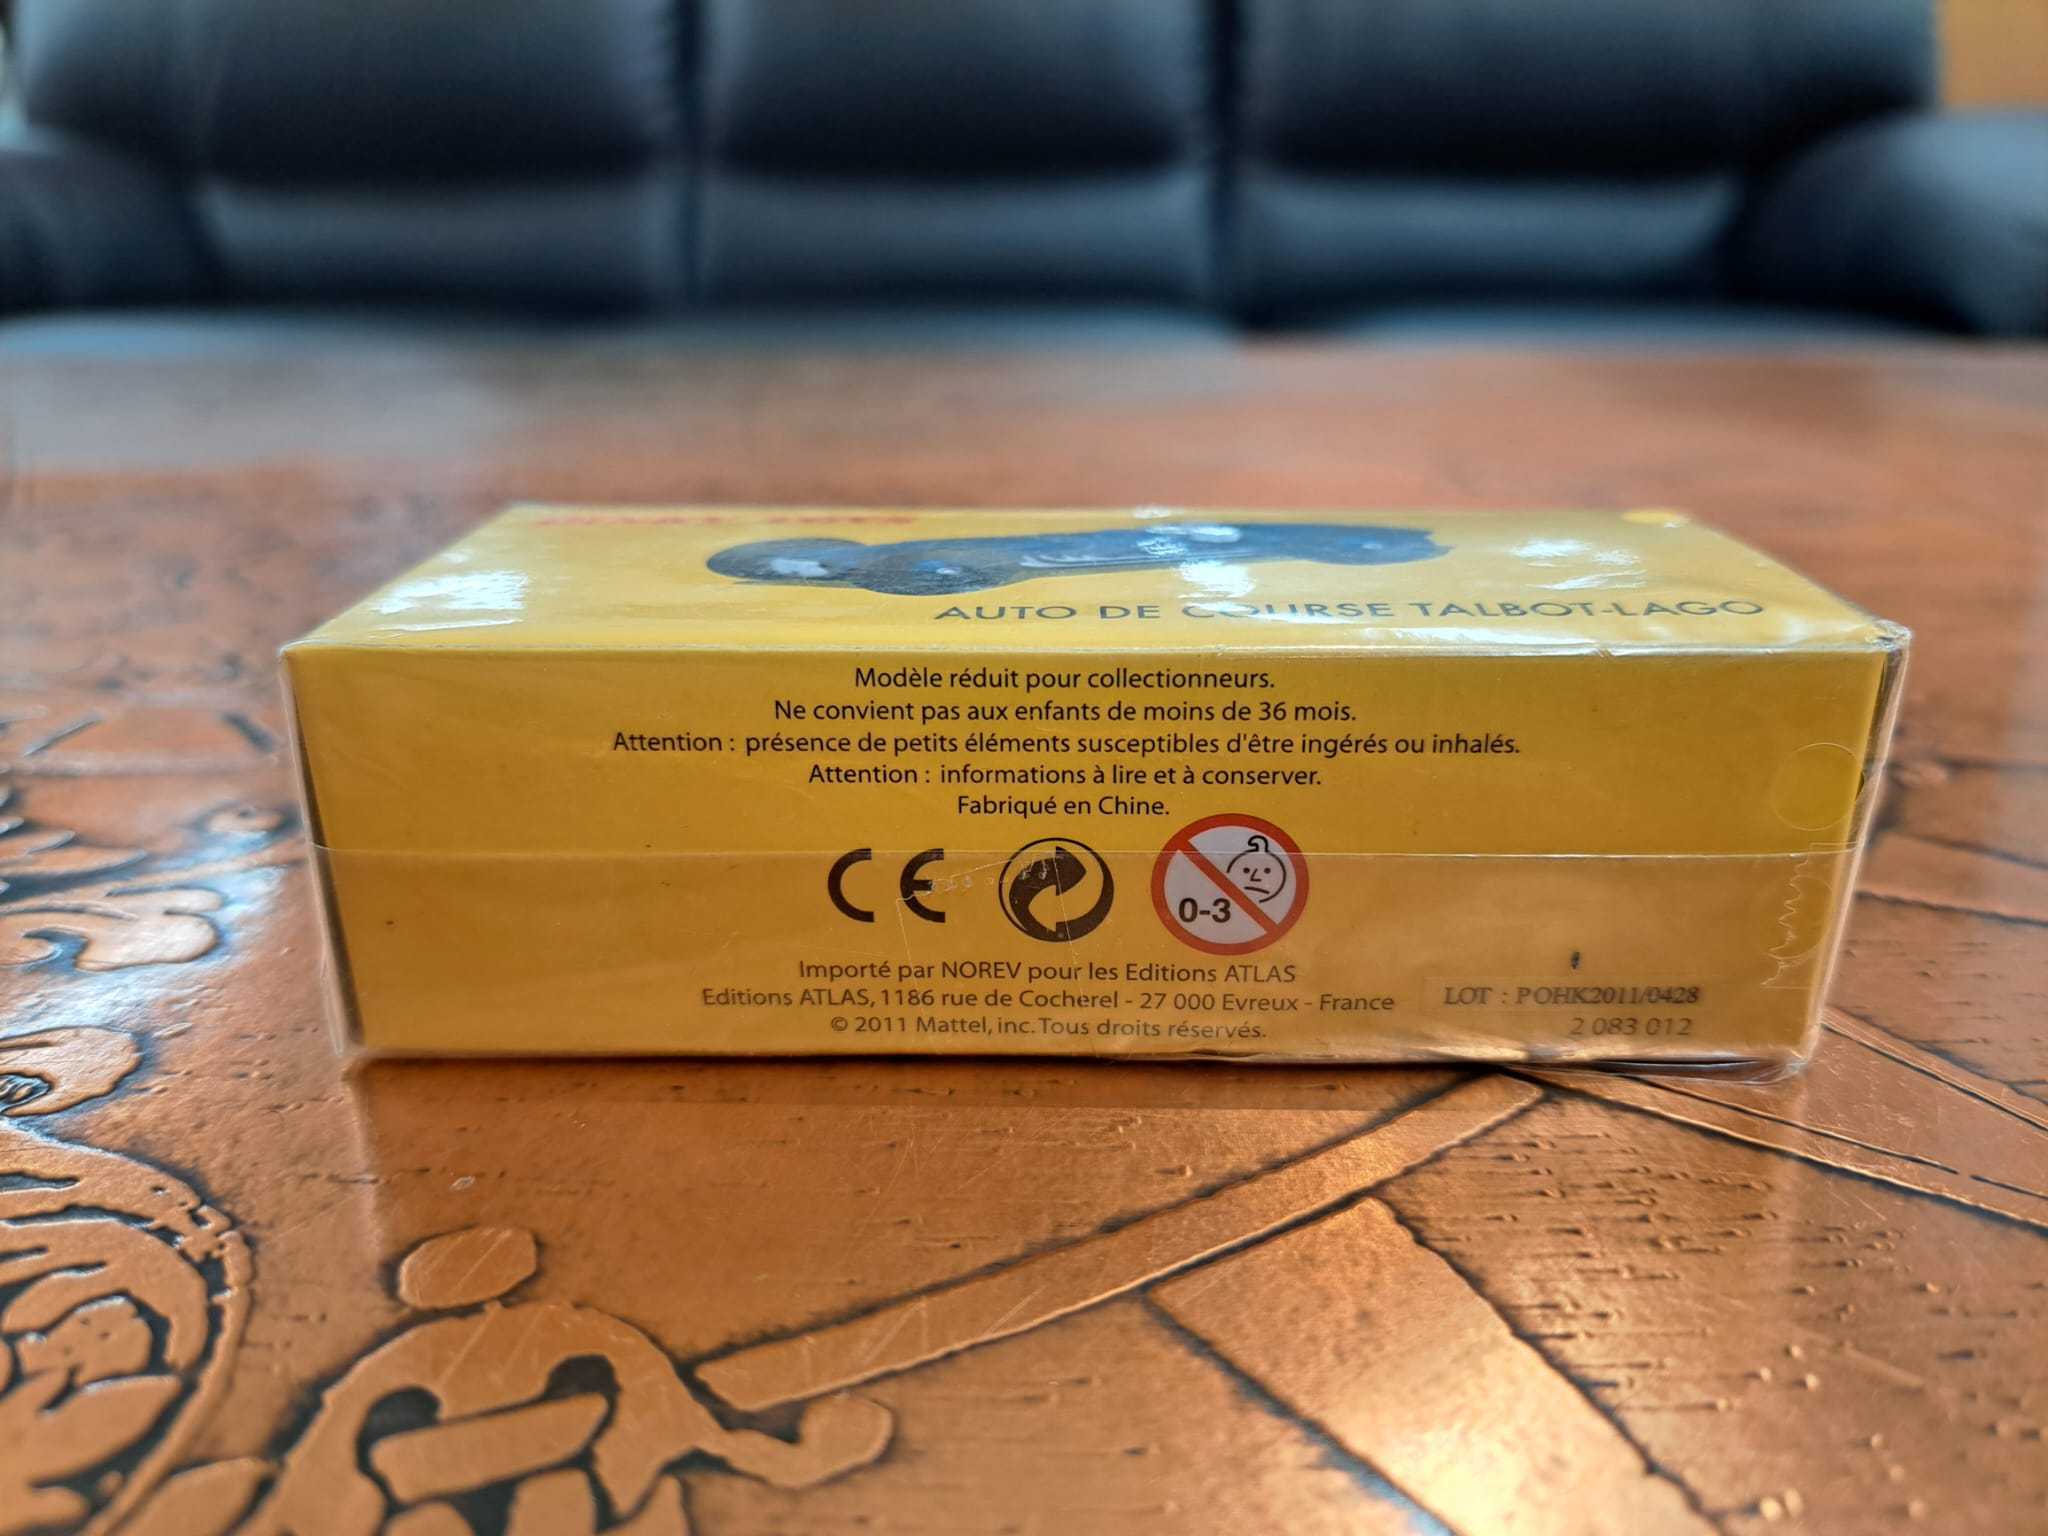 DINKY TOYS
AUTO DE COURSE TALBOT-LAGO
Modèle réduit pour collectionneurs.
Ne convient pas aux enfants de moins de 36 mois.
Attention : présence de petits éléments susceptibles d'être ingérés ou inhalés.
Attention : informations à lire et à conserver.
Fabriqué en Chine.
CE
0-3
Importé par NOREV pour les Editions ATLAS
Editions ATLAS, 1186 rue de Cocherel - 27 000 Evreux - France
© 2011 Mattel, inc. Tous droits réservés.
LOT : POHK2011/0428
2 083 012